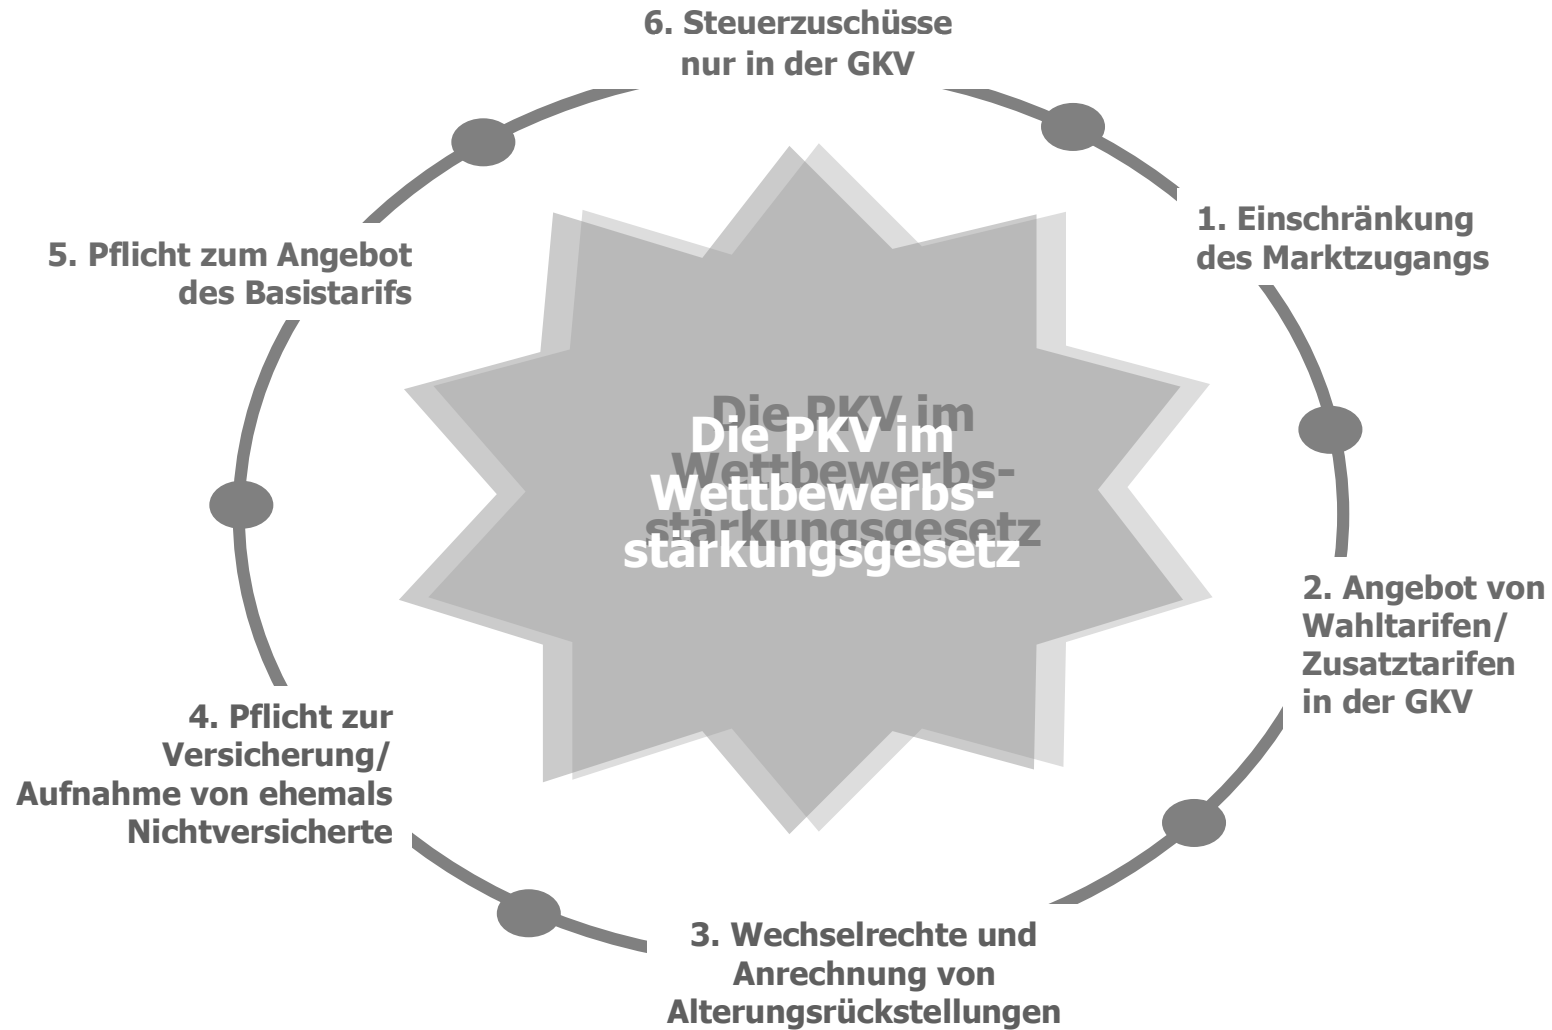 6. Steuerzuschüsse
nur in der GKV
1. Einschränkung
des Marktzugangs
2. Angebot von
Wahltarifen/
Zusatztarifen
in der GKV
3. Wechselrechte und
Anrechnung von
Alterungsrückstellungen
4. Pflicht zur
Versicherung/
Aufnahme von ehemals
Nichtversicherte
5. Pflicht zum Angebot
des Basistarifs
Die PKV im
Wettbewerbs-
stärkungsgesetz